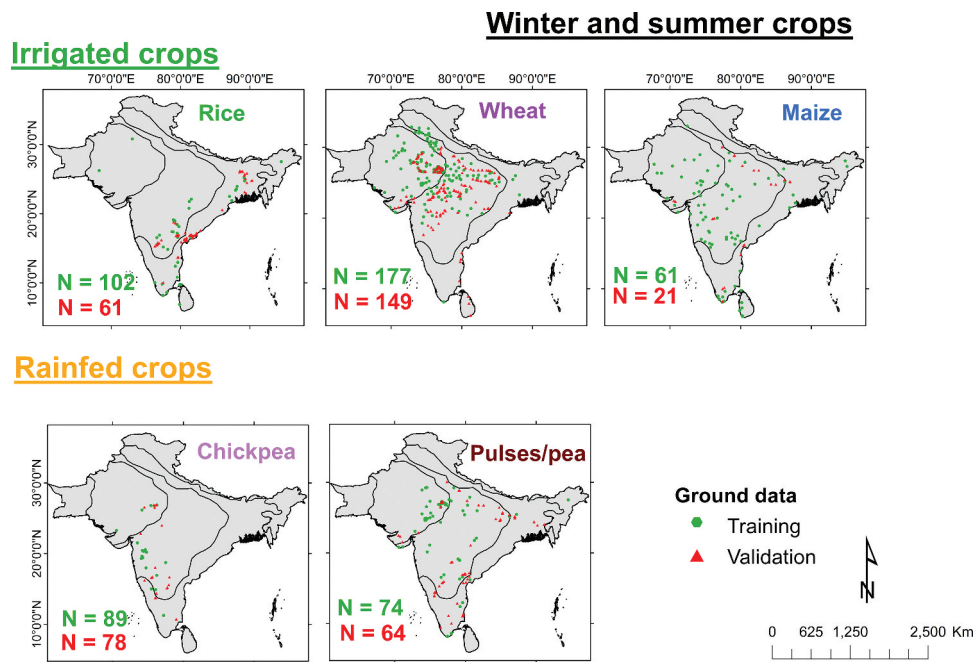 Winter and summer crops
Irrigated crops
70°0'0"E 80°0'0"E 90°0'0"E 70°0'0"E 80°0'0"E 90°0'0"E 70°0'0"E 80°0'0"E 90°0'0"E
Rice Wheat Maize
30°0'0"N
20°0'0"N
10°0'0"N
N = 102 N = 177 N = 61
N = 61 N = 149 N = 21
Rainfed crops
Chickpea Pulses/pea
30°0'0"N
20°0'0"N
10°0'0"N
N = 89 N = 74
N = 78 N = 64
Ground data
Training
Validation
N
0 625 1,250 2,500 Km